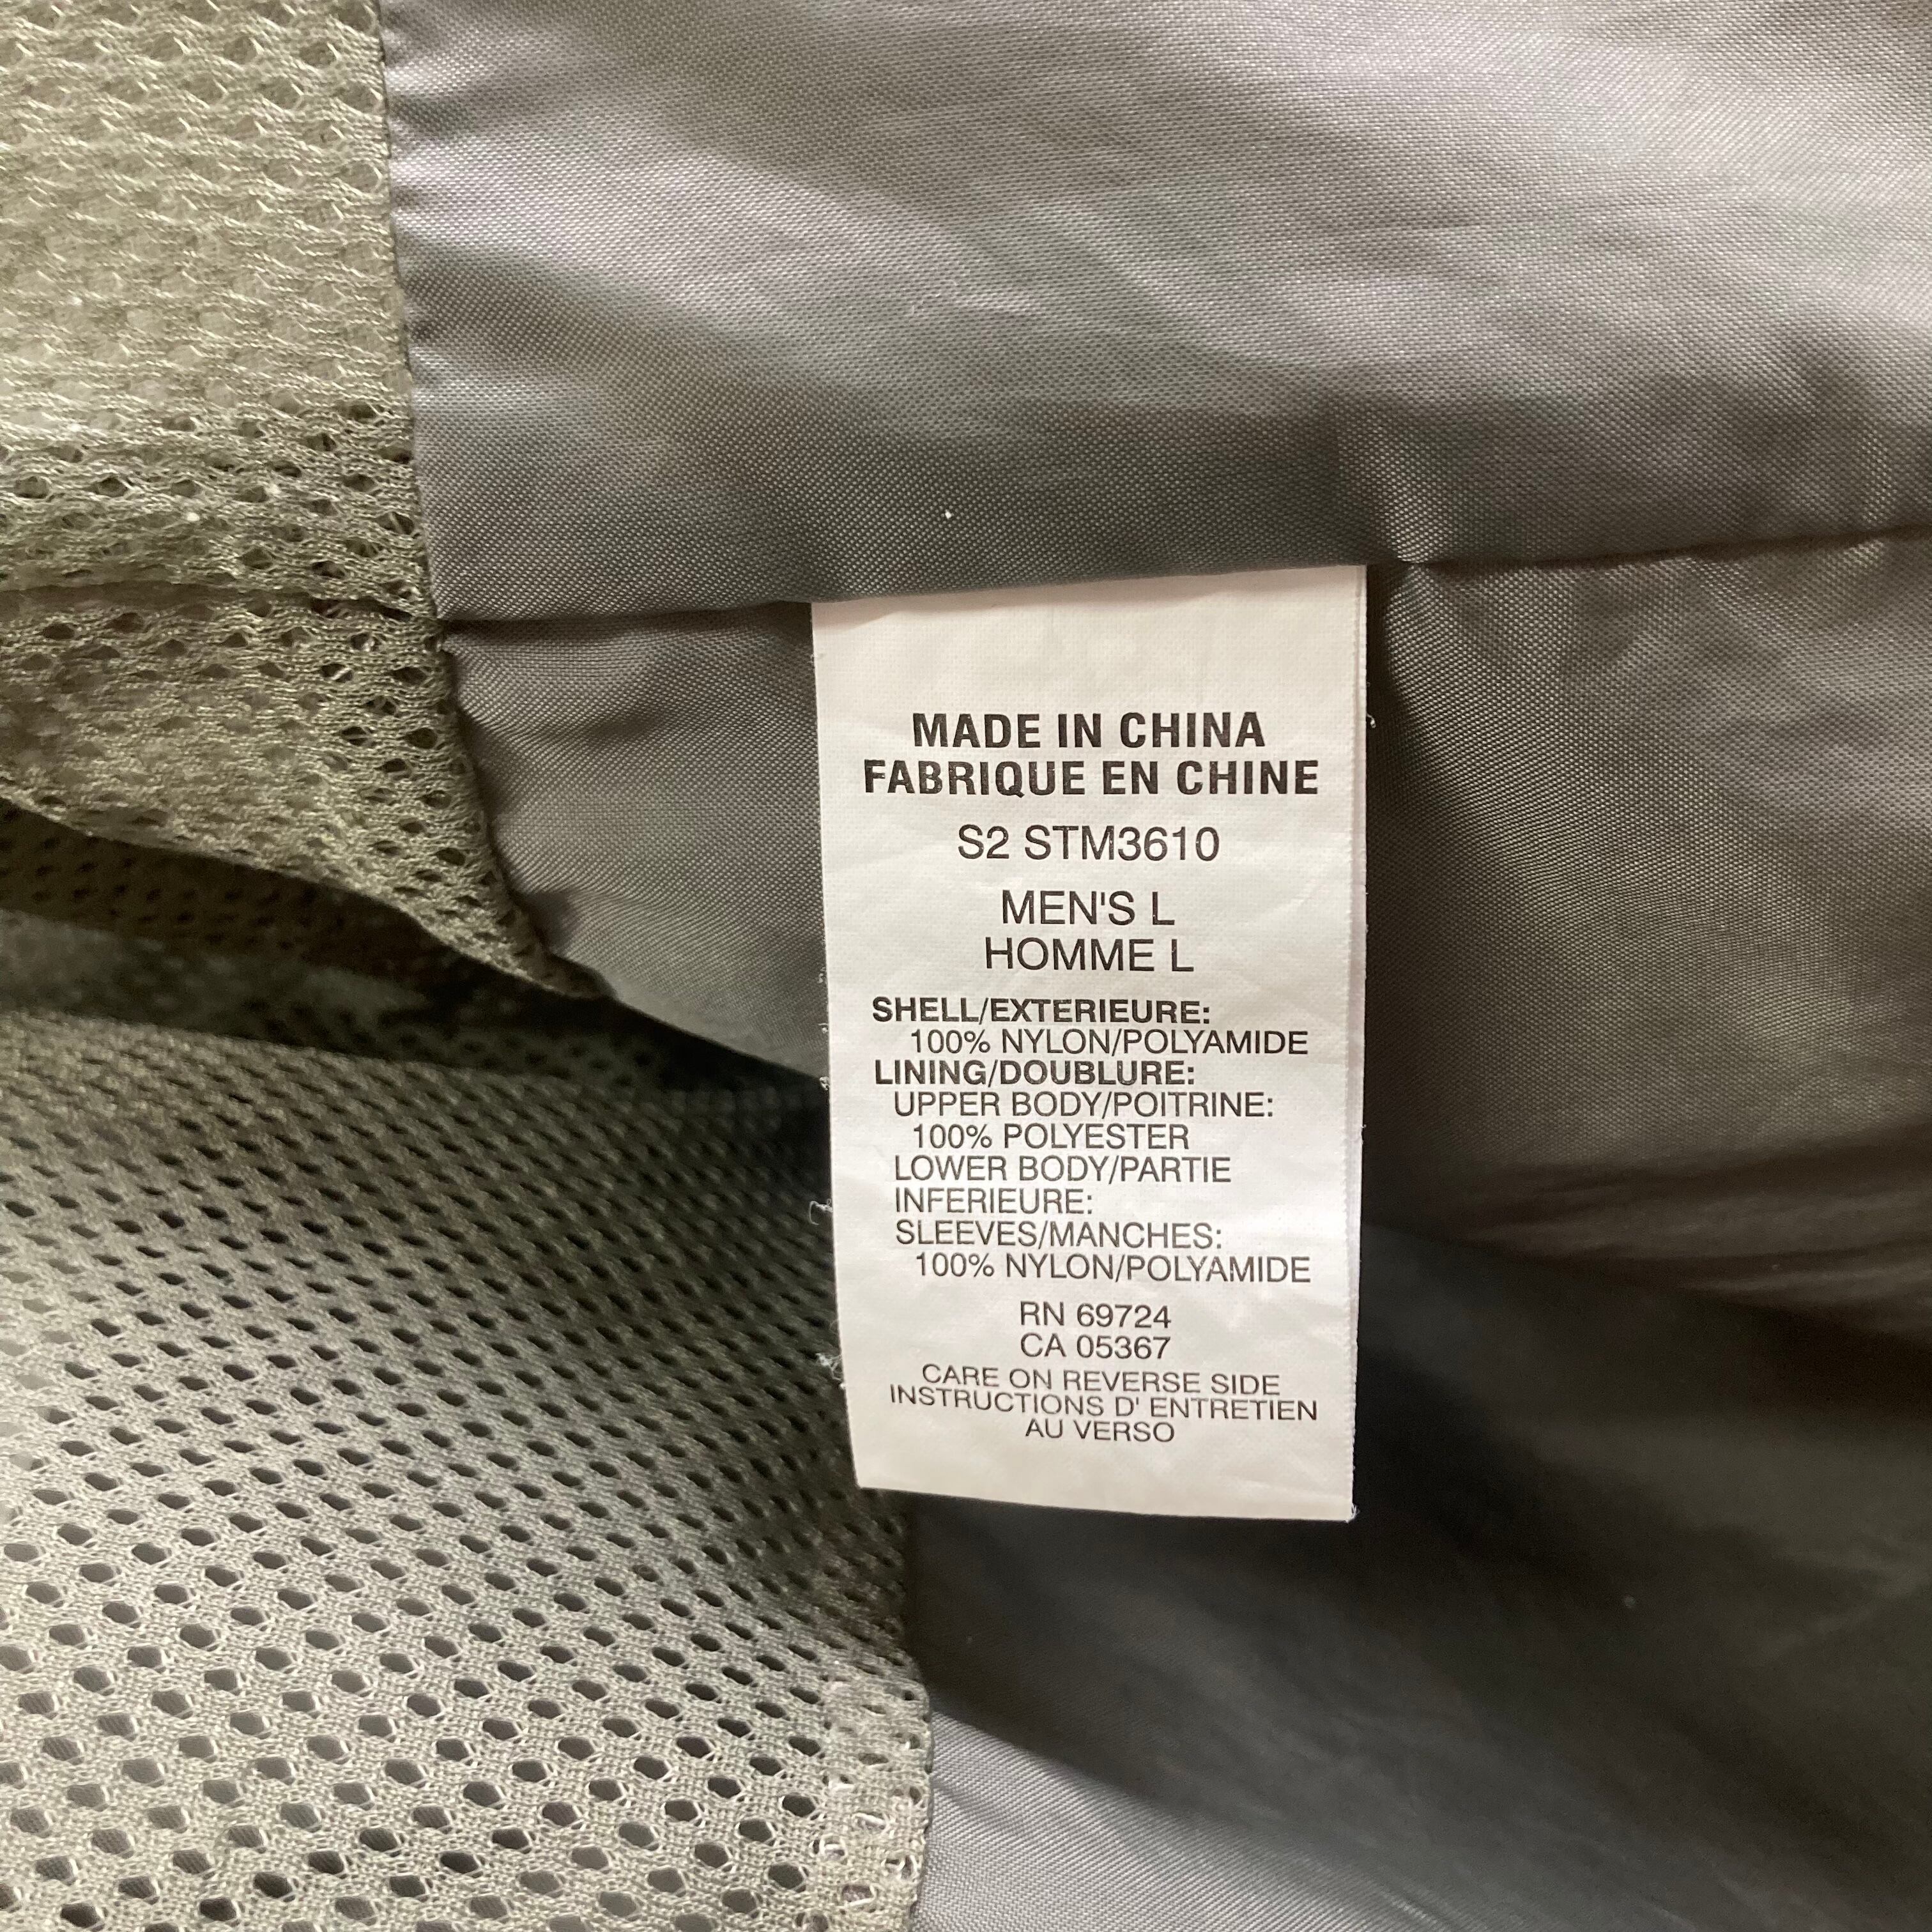 MADE IN CHINA
FABRIQUE EN CHINE
S2 STM3610
MEN'S L
HOMME L
SHELL/EXTERIEURE:
100% NYLON/POLYAMIDE
LINING/DOUBLURE:
UPPER BODY/POITRINE:
100% POLYESTER
LOWER BODY/PARTIE
INFERIEURE:
SLEEVES/MANCHES:
100% NYLON/POLYAMIDE
RN 69724
CA 05367
CARE ON REVERSE SIDE
INSTRUCTIONS D' ENTRETIEN
AU VERSO